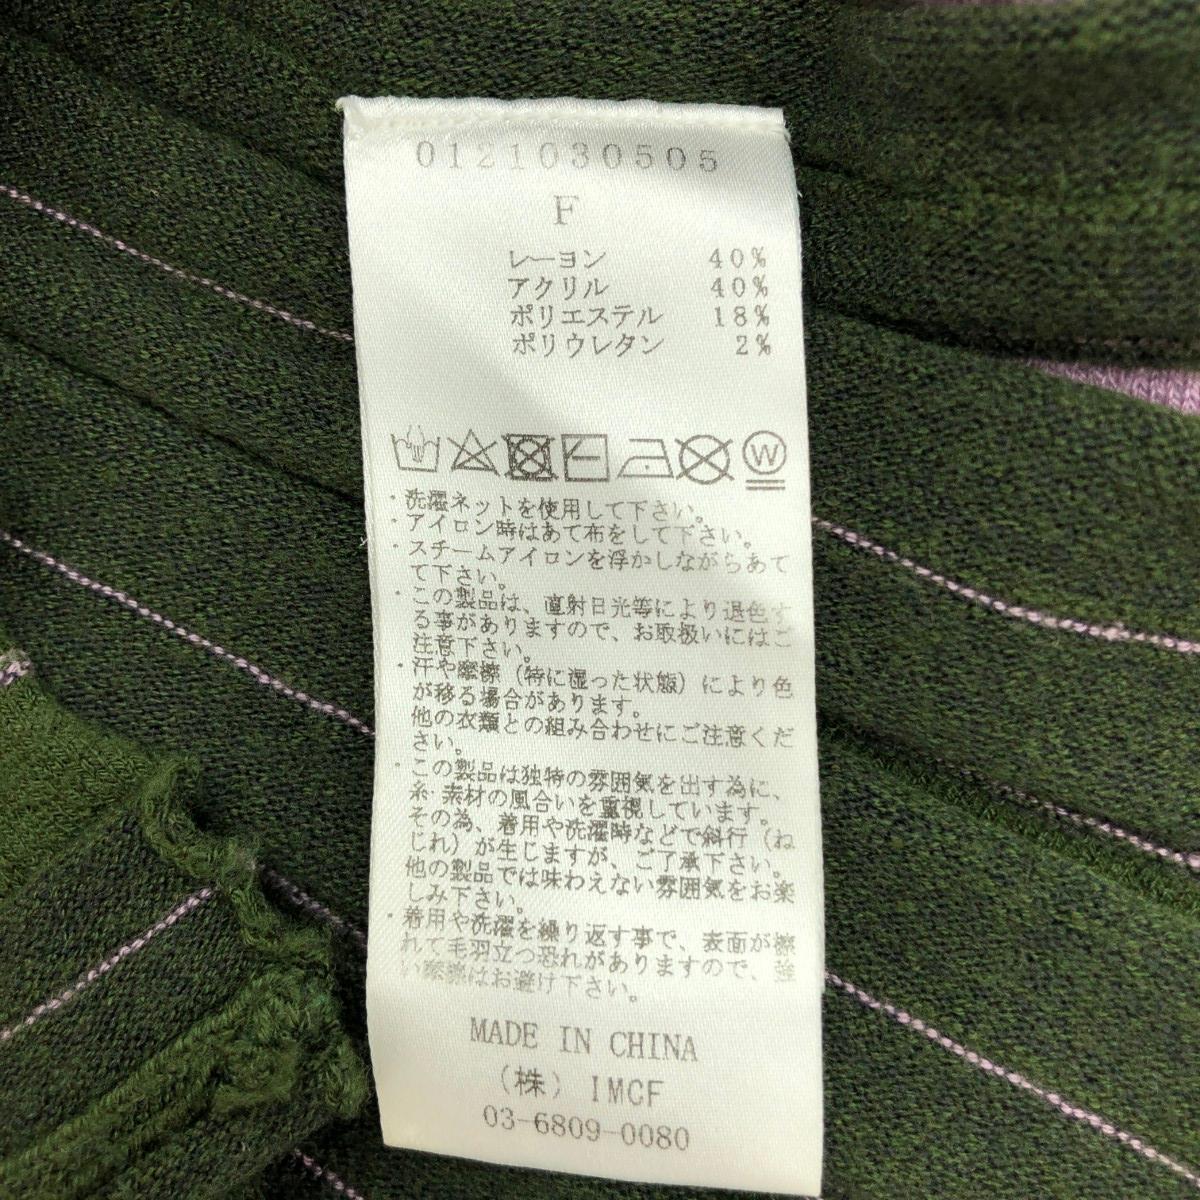 0121030505
F
レーヨン 40%
アクリル 40%
ポリエステル 18%
ポリウレタン 2%
W
・洗濯ネットを使用して下さい。
・アイロン時はあて布をして下さい。
・スチームアイロンを浮かしながらあて
て下さい。
・この製品は、直射日光等により退色す
る事がありますので、お取扱いにはご
注意下さい。
・汗や摩擦（特に湿った状態）により色
が移る場合があります。
他の衣類との組み合わせにご注意くだ
さい。
・この製品は独特の雰囲気を出す為に、
糸・素材の風合いを重視しています。
その為、着用や洗濯時などで斜行（ね
じれ）が生じますが、ご了承下さい。
他の製品では味わえない雰囲気をお楽
しみ下さい。
・着用や洗濯を繰り返す事で、表面が擦
れて毛羽立つ恐れがありますので、強
い摩擦はお避け下さい。
MADE IN CHINA
（株）IMCF
03-6809-0080